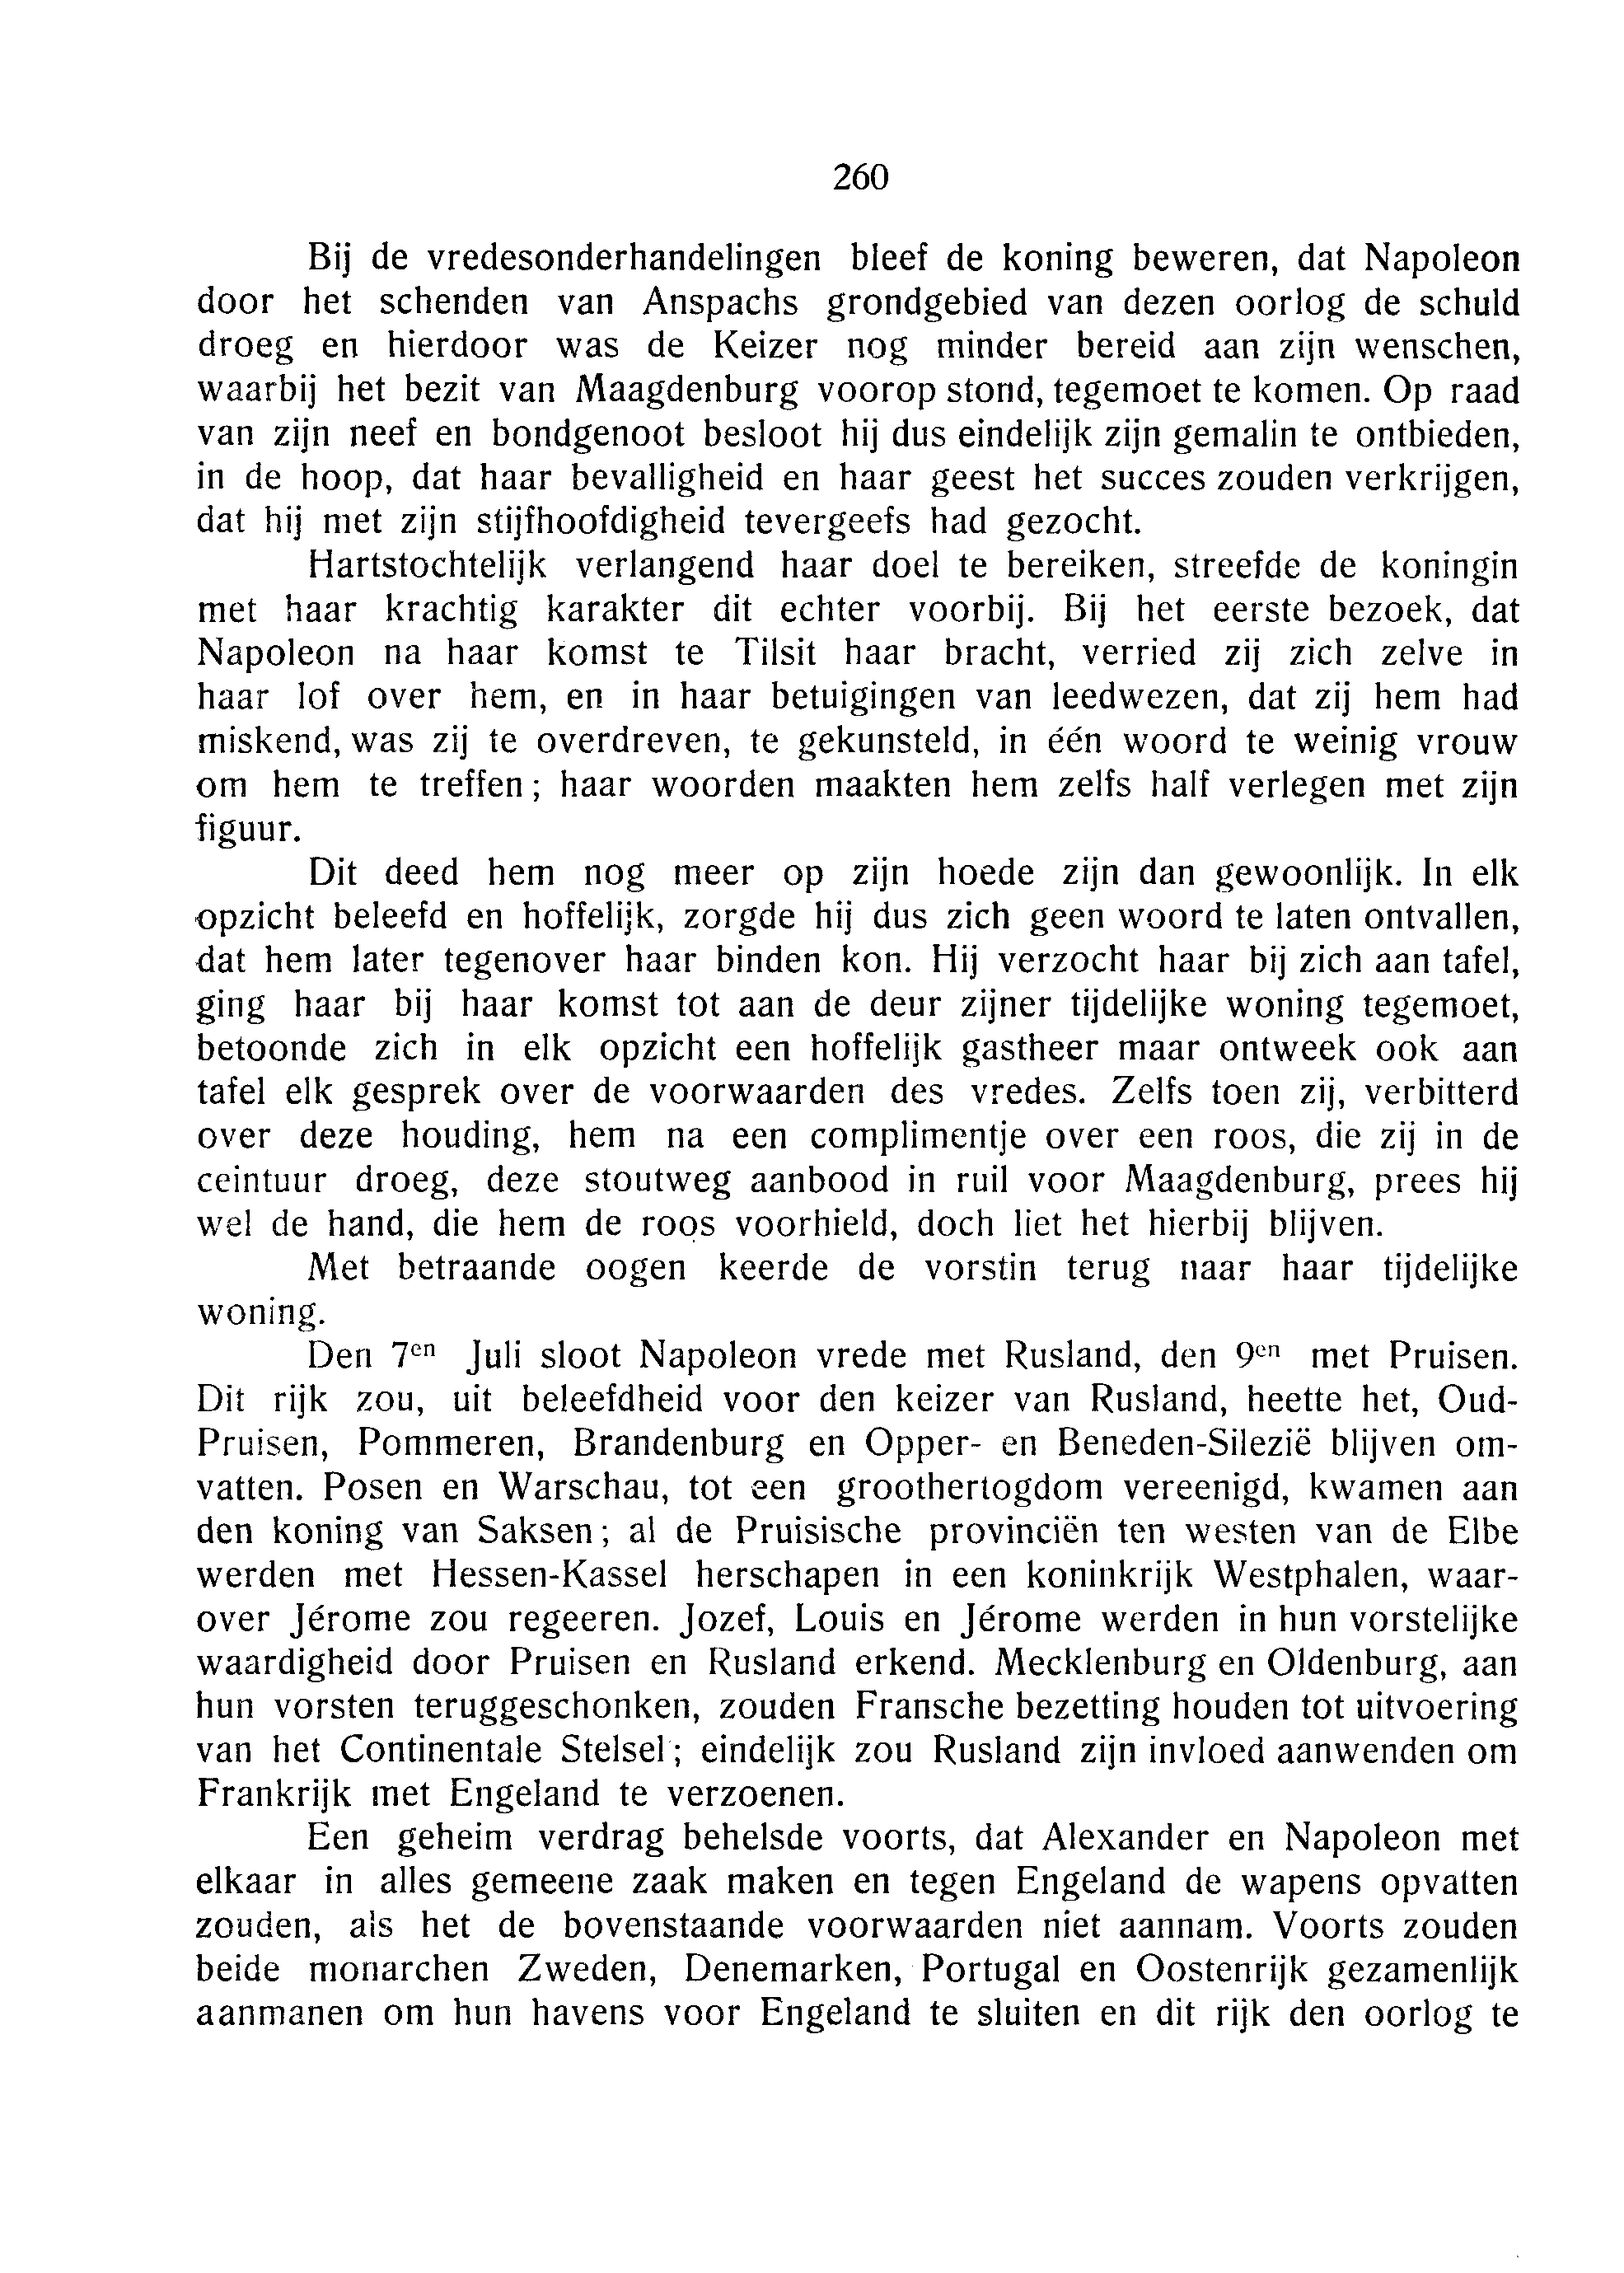 260
Bij de vredesonderhandelingen bleef de koning beweren, dat Napoleon
door het schenden van Anspachs grondgebied van dezen oorlog de schuld
droeg en hierdoor was de Keizer nog minder bereid aan zijn wenschen,
waarbij het bezit van Maagdenburg voorop stond, tegemoet te komen. Op raad
van zijn neef en bondgenoot besloot hij dus eindelijk zijn gemalin te ontbieden,
in de hoop, dat haar bevalligheid en haar geest het succes zouden verkrijgen,
dat hij met zijn stijfhoofdigheid tevergeefs had gezocht.
Hartstochtelijk verlangend haar doel te bereiken, streefde de koningin
met haar krachtig karakter dit echter voorbij. Bij het eerste bezoek, dat
Napoleon na haar komst te Tilsit haar bracht, verried zij zich zelve in
haar lof over hem, en in haar betuigingen van leedwezen, dat zij hem had
miskend, was zij te overdreven, te gekunsteld, in één woord te weinig vrouw
om hem te treffen; haar woorden maakten hem zelfs half verlegen met zijn
figuur.
Dit deed hem nog meer op zijn hoede zijn dan gewoonlijk. In elk
opzicht beleefd en hoffelijk, zorgde hij dus zich geen woord te laten ontvallen,
dat hem later tegenover haar binden kon. Hij verzocht haar bij zich aan tafel,
ging haar bij haar komst tot aan de deur zijner tijdelijke woning tegemoet,
betoonde zich in elk opzicht een hoffelijk gastheer maar ontweek ook aan
tafel elk gesprek over de voorwaarden des vredes. Zelfs toen zij, verbitterd
over deze houding, hem na een complimentje over een roos, die zij in de
ceintuur droeg, deze stoutweg aanbood in ruil voor Maagdenburg, prees hij
wel de hand, die hem de roos voorhield, doch liet het hierbij blijven.
Met betraande oogen keerde de vorstin terug naar haar tijdelijke
woning.
Den 7en Juli sloot Napoleon vrede met Rusland, den 9en met Pruisen.
Dit rijk zou, uit beleefdheid voor den keizer van Rusland, heette het, Oud-
Pruisen, Pommeren, Brandenburg en Opper- en Beneden-Silezië blijven om-
vatten. Posen en Warschau, tot een groothertogdom vereenigd, kwamen aan
den koning van Saksen; al de Pruisische provinciën ten westen van de Elbe
werden met Hessen-Kassel herschapen in een koninkrijk Westphalen, waar-
over Jérome zou regeeren. Jozef, Louis en Jérome werden in hun vorstelijke
waardigheid door Pruisen en Rusland erkend. Mecklenburg en Oldenburg, aan
hun vorsten teruggeschonken, zouden Fransche bezetting houden tot uitvoering
van het Continentale Stelsel; eindelijk zou Rusland zijn invloed aanwenden om
Frankrijk met Engeland te verzoenen.
Een geheim verdrag behelsde voorts, dat Alexander en Napoleon met
elkaar in alles gemeene zaak maken en tegen Engeland de wapens opvatten
zouden, als het de bovenstaande voorwaarden niet aannam. Voorts zouden
beide monarchen Zweden, Denemarken, Portugal en Oostenrijk gezamenlijk
aanmanen om hun havens voor Engeland te sluiten en dit rijk den oorlog te